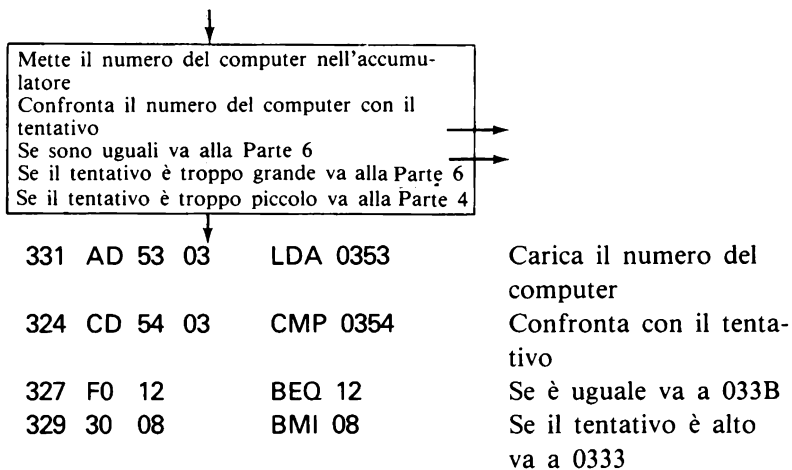 Mette il numero del computer nell'accumu-
latore
Confronta il numero del computer con il
tentativo
Se sono uguali va alla Parte 6
Se il tentativo è troppo grande va alla Parte 6
Se il tentativo è troppo piccolo va alla Parte 4
331 AD 53 03 LDA 0353 Carica il numero del
computer
324 CD 54 03 CMP 0354 Confronta con il tenta-
tivo
327 F0 12 BEQ 12 Se è uguale va a 033B
329 30 08 BMI 08 Se il tentativo è alto
va a 0333